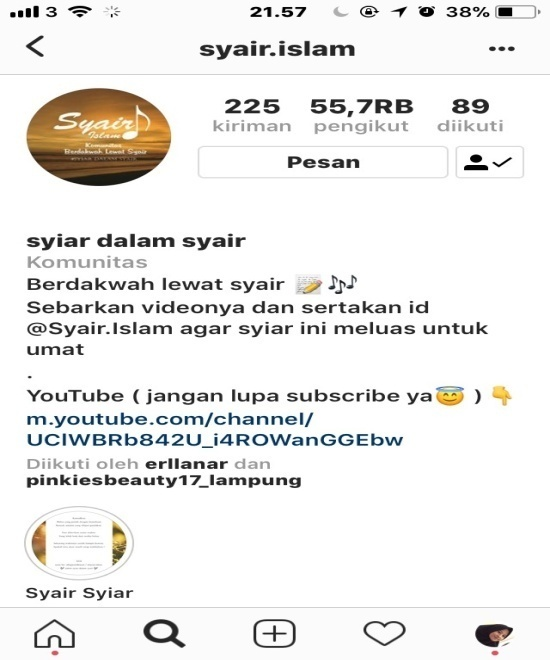 3 21.57 38%
syair.islam
Syair
Islam
Komunitas
Berdakwah Lewat Syair
225 55,7RB 89
kiriman pengikut diikuti
Pesan
syiar dalam syair
Komunitas
Berdakwah lewat syair
Sebarkan videonya dan sertakan id
@Syair.Islam agar syiar ini meluas untuk
umat
.
YouTube ( jangan lupa subscribe ya😇 ) 👇
m.youtube.com/channel/
UClWBRb842U_i4ROWanGGEbw
Diikuti oleh erllanar dan
pinkiesbeauty17_lampung
Syair Syiar